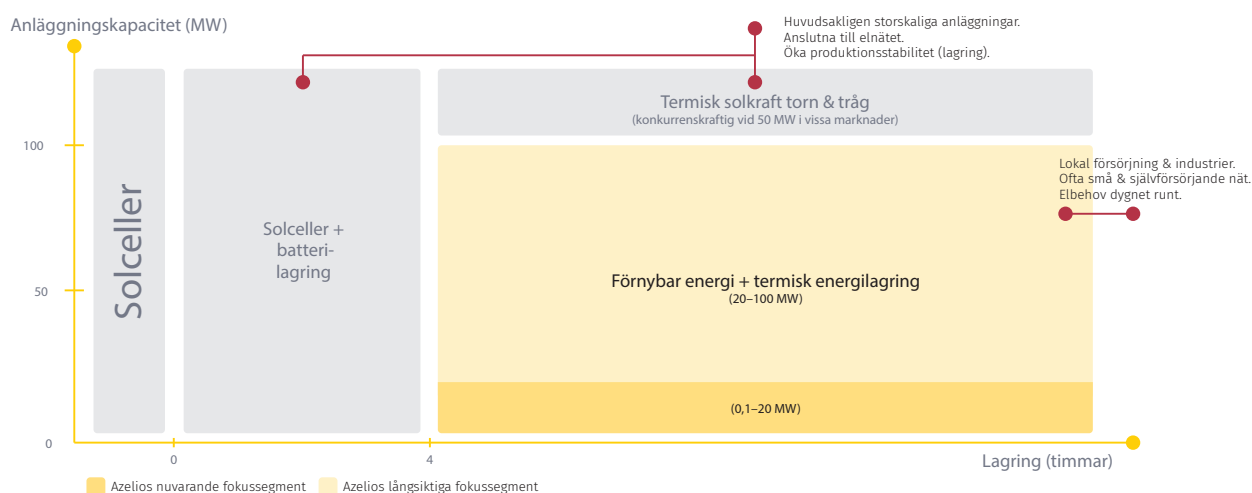 Anläggningskapacitet (MW)
Huvudsakligen storskaliga anläggningar.
Anslutna till elnätet.
Öka produktionsstabilitet (lagring).
Termisk solkraft torn & tråg
(konkurrenskraftig vid 50 MW i vissa marknader)
100
Lokal försörjning & industrier.
Ofta små & självförsörjande nät.
Elbehov dygnet runt.
Solceller
Solceller +
batteri-
lagring
Förnybar energi + termisk energilagring
(20–100 MW)
50
(0,1–20 MW)
0
0
4
Lagring (timmar)
Azelios nuvarande fokussegment
Azelios långsiktiga fokussegment